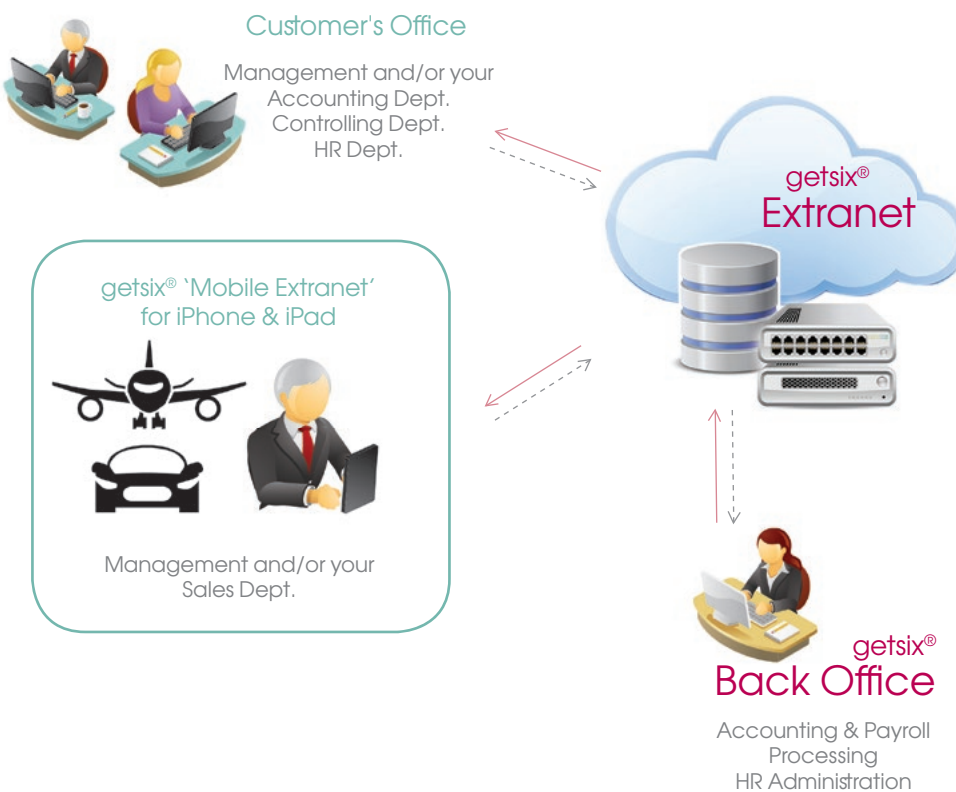 Customer's Office
Management and/or your
Accounting Dept.
Controlling Dept.
HR Dept.
getsix®
Extranet
getsix® ‵Mobile Extranet′
for iPhone & iPad
Management and/or your
Sales Dept.
getsix®
Back Office
Accounting & Payroll
Processing
HR Administration